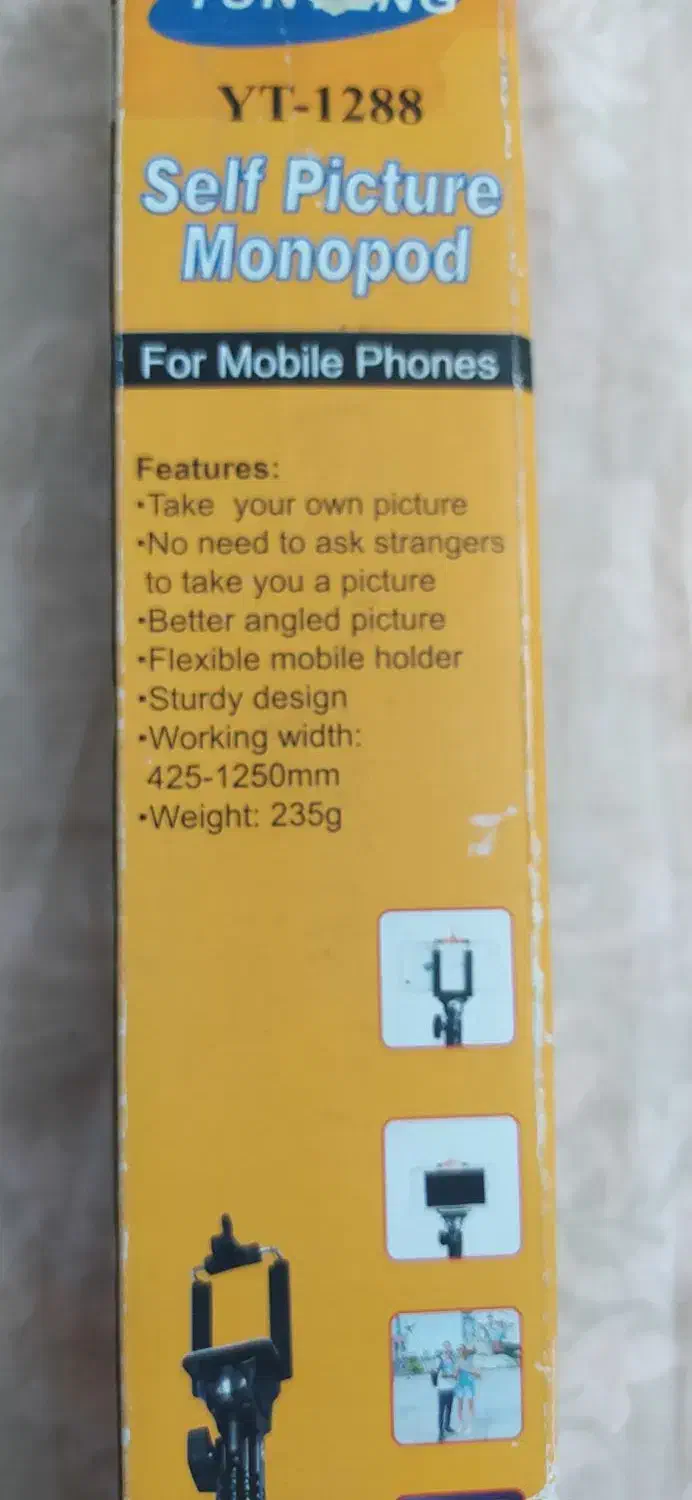 YT-1288
Self Picture
Monopod
For Mobile Phones
Features:
•Take your own picture
•No need to ask strangers
to take you a picture
•Better angled picture
•Flexible mobile holder
•Sturdy design
•Working width:
425-1250mm
•Weight: 235g